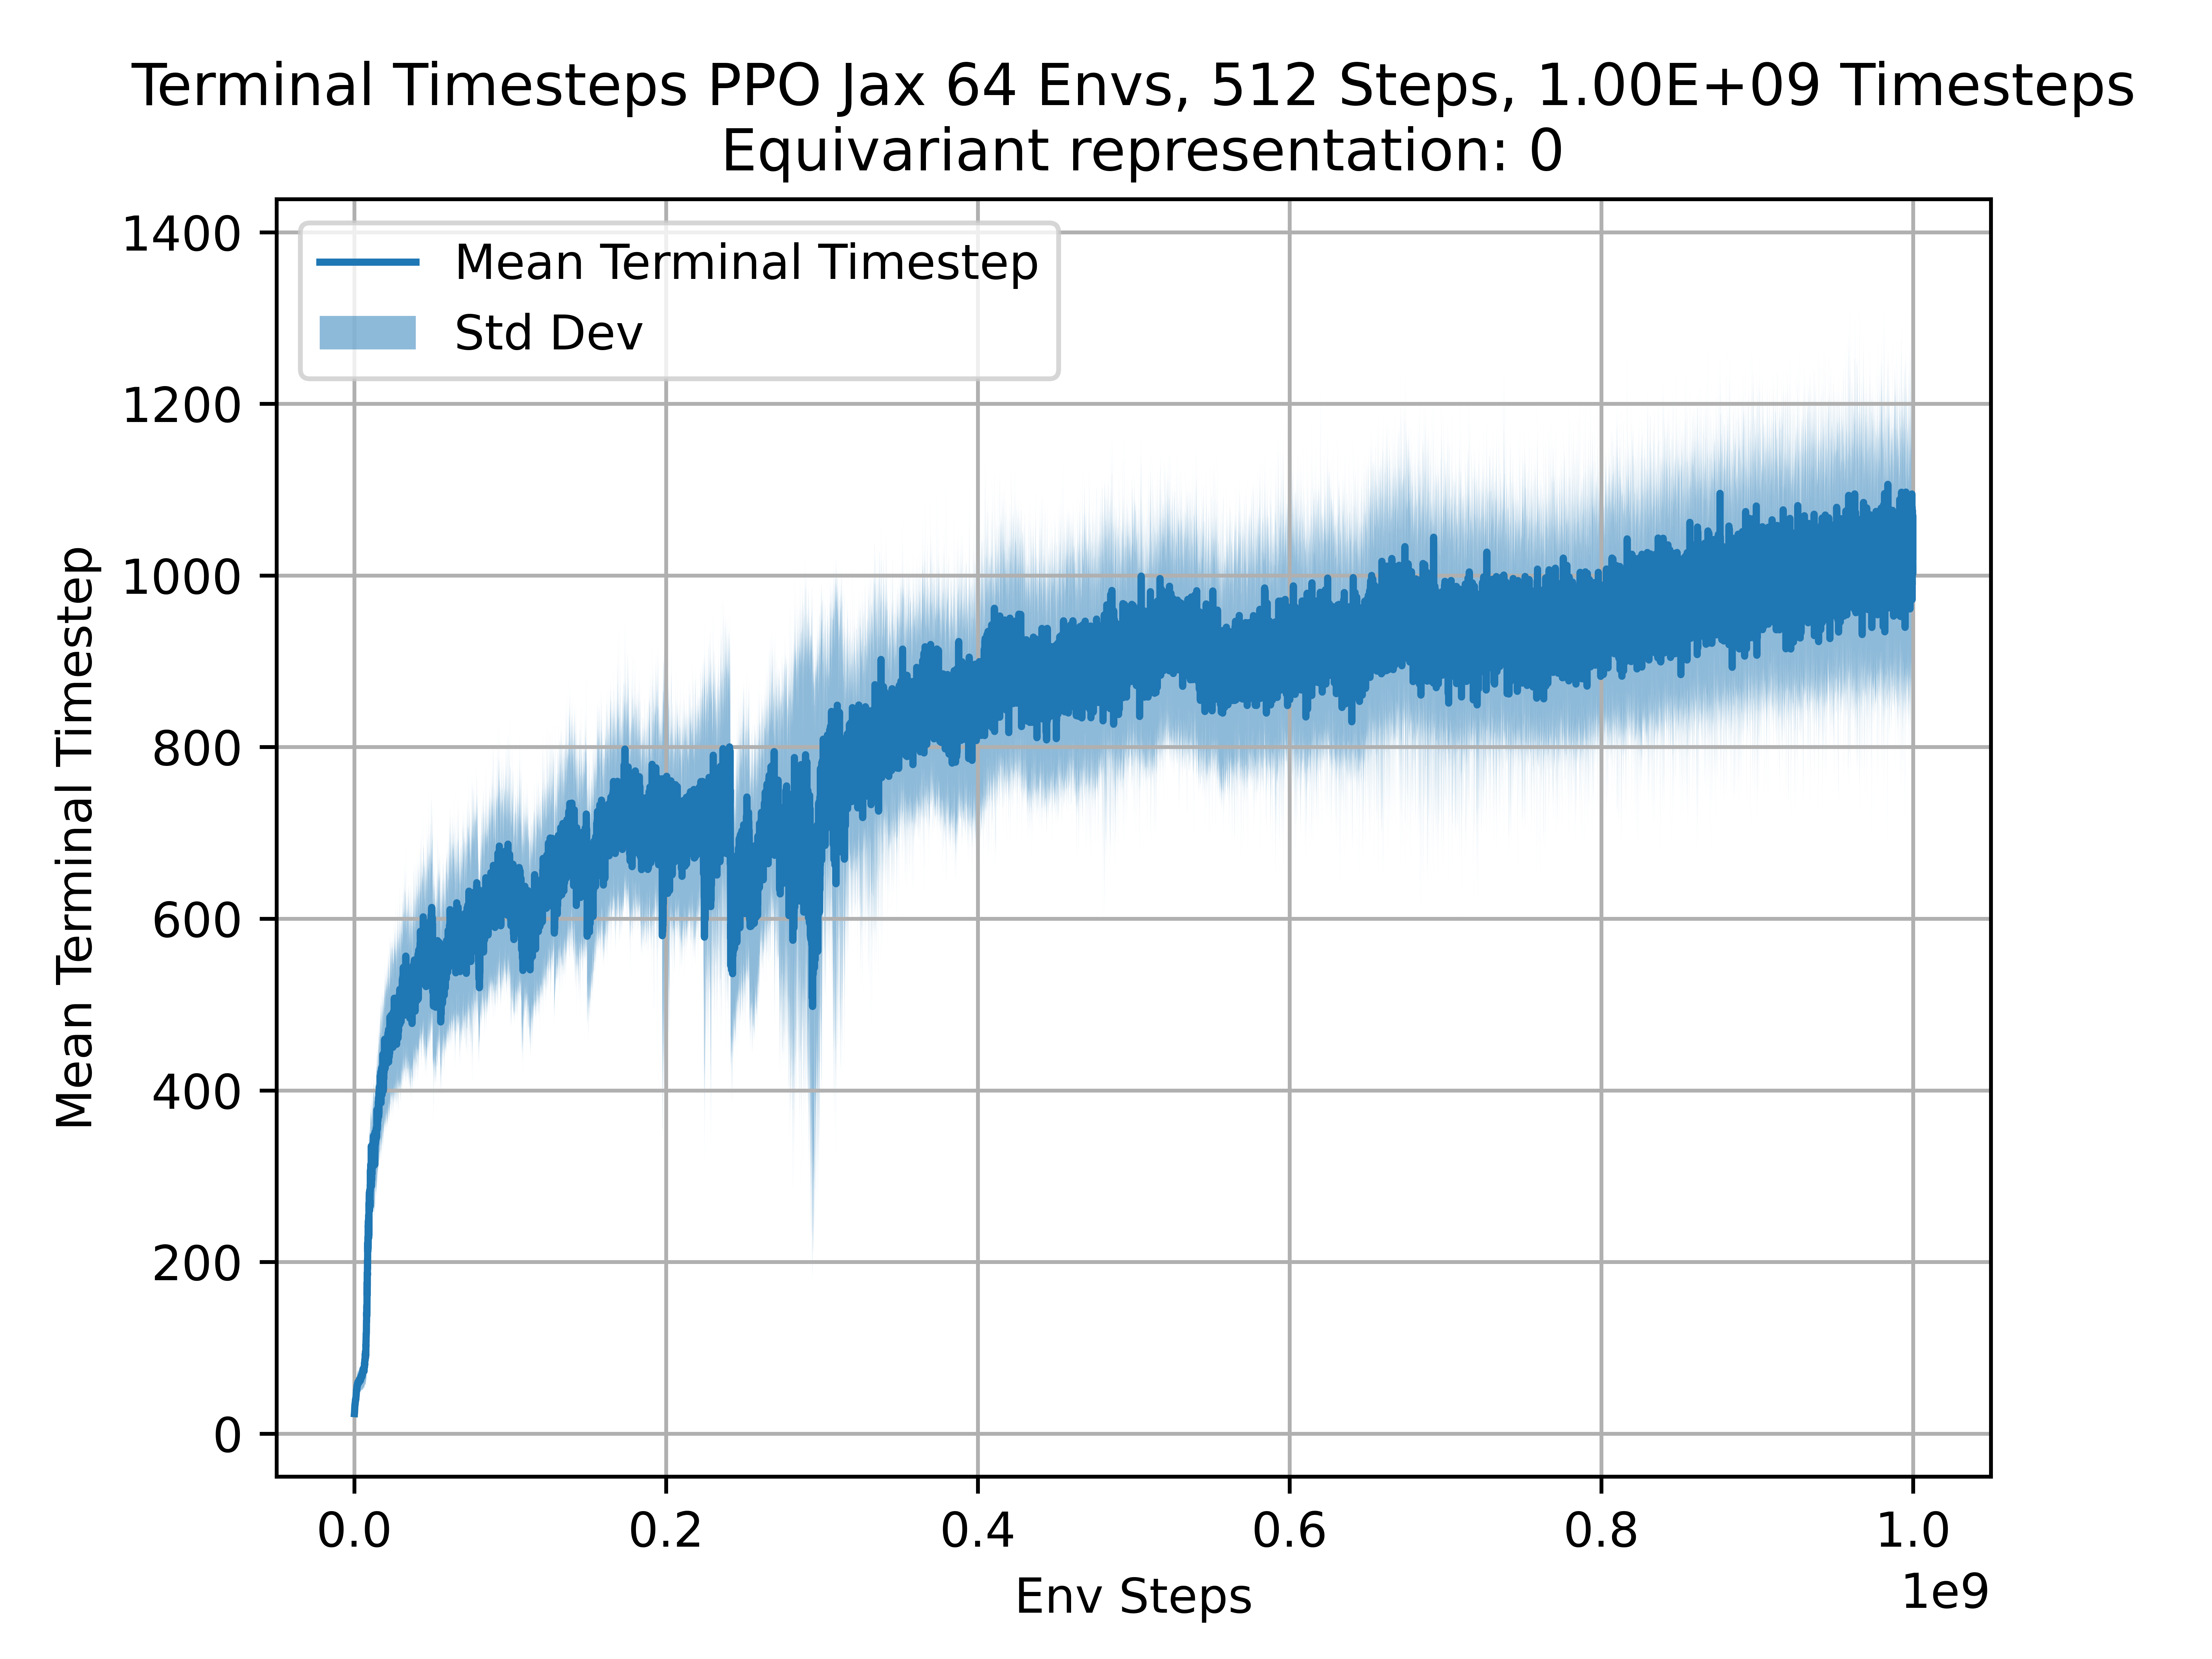 Terminal Timesteps PPO Jax 64 Envs, 512 Steps, 1.00E+09 Timesteps
Equivariant representation: 0
Mean Terminal Timestep
Std Dev
Mean Terminal Timestep
1400
1200
1000
800
600
400
200
0
0.0 0.2 0.4 0.6 0.8 1.0
Env Steps
1e9